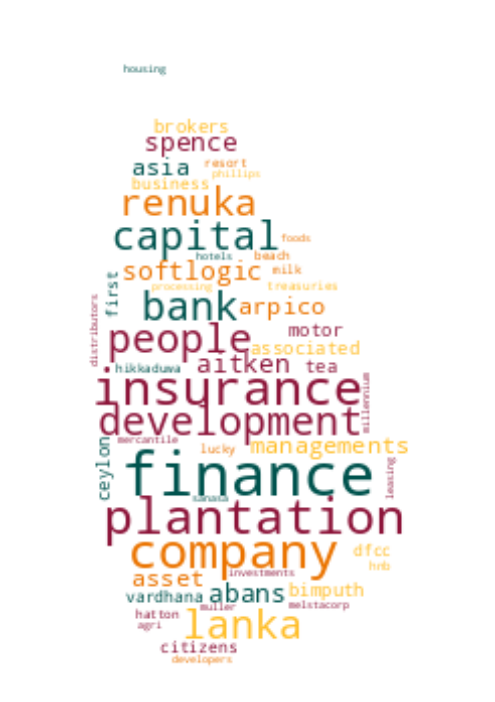 housing
brokers
spence
asia resort
phillips
business
renuka
capital foods
hotels beach
softlogic milk
first processing treasuries
bank arpico
distributors people motor
associated
hikkaduwa aitken tea
insurance millennium
development
mercantile
ceylon lucky managements
finance leasing
sanasa
plantation
company dfcc
hnb
asset investments
vardhana abans bimputh
muller melstacorp
hatton lanka
agri
citizens
developers